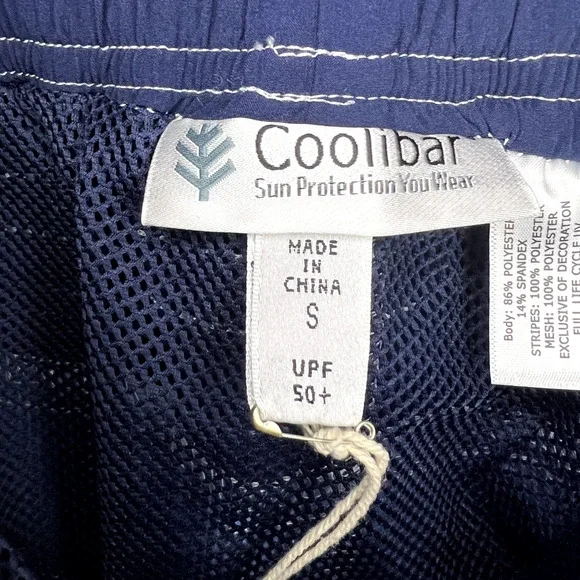 Coolibar
Sun Protection You Wear
MADE
IN
CHINA
S
UPF
50+
Body: 86% POLYESTER
14% SPANDEX
STRIPES: 100% POLYESTER
MESH: 100% POLYESTER
EXCLUSIVE OF DECORATION